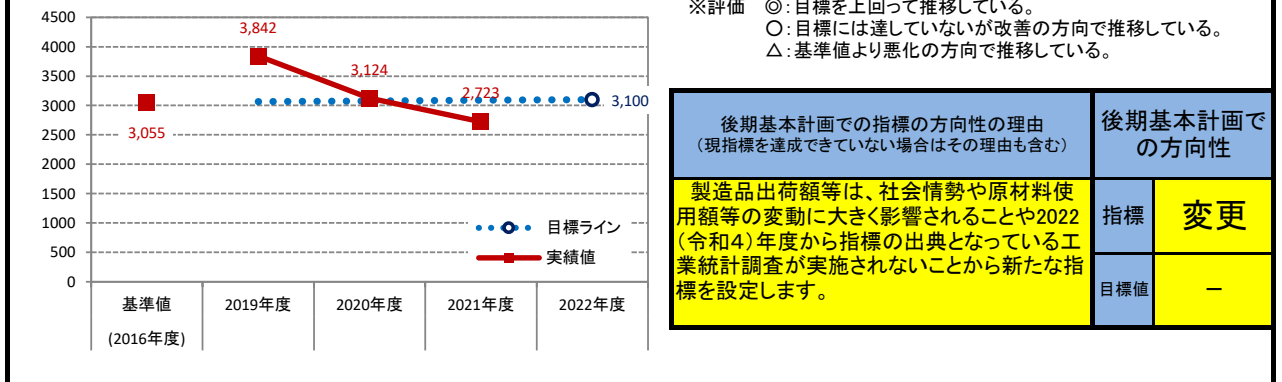 4500
4000
3500
3000
2500
2000
1500
1000
500
0
3,842
3,124
2,723
3,055
3,100
目標ライン
実績値
基準値
(2016年度)
2019年度
2020年度
2021年度
2022年度
※評価 ◎:目標を上回って推移している。
○:目標には達していないが改善の方向で推移している。
△:基準値より悪化の方向で推移している。
後期基本計画での指標の方向性の理由
(現指標を達成できていない場合はその理由も含む)
後期基本計画で
の方向性
製造品出荷額等は、社会情勢や原材料使
用額等の変動に大きく影響されることや2022
(令和4)年度から指標の出典となっている工
業統計調査が実施されないことから新たな指
標を設定します。
指標
変更
目標値
－